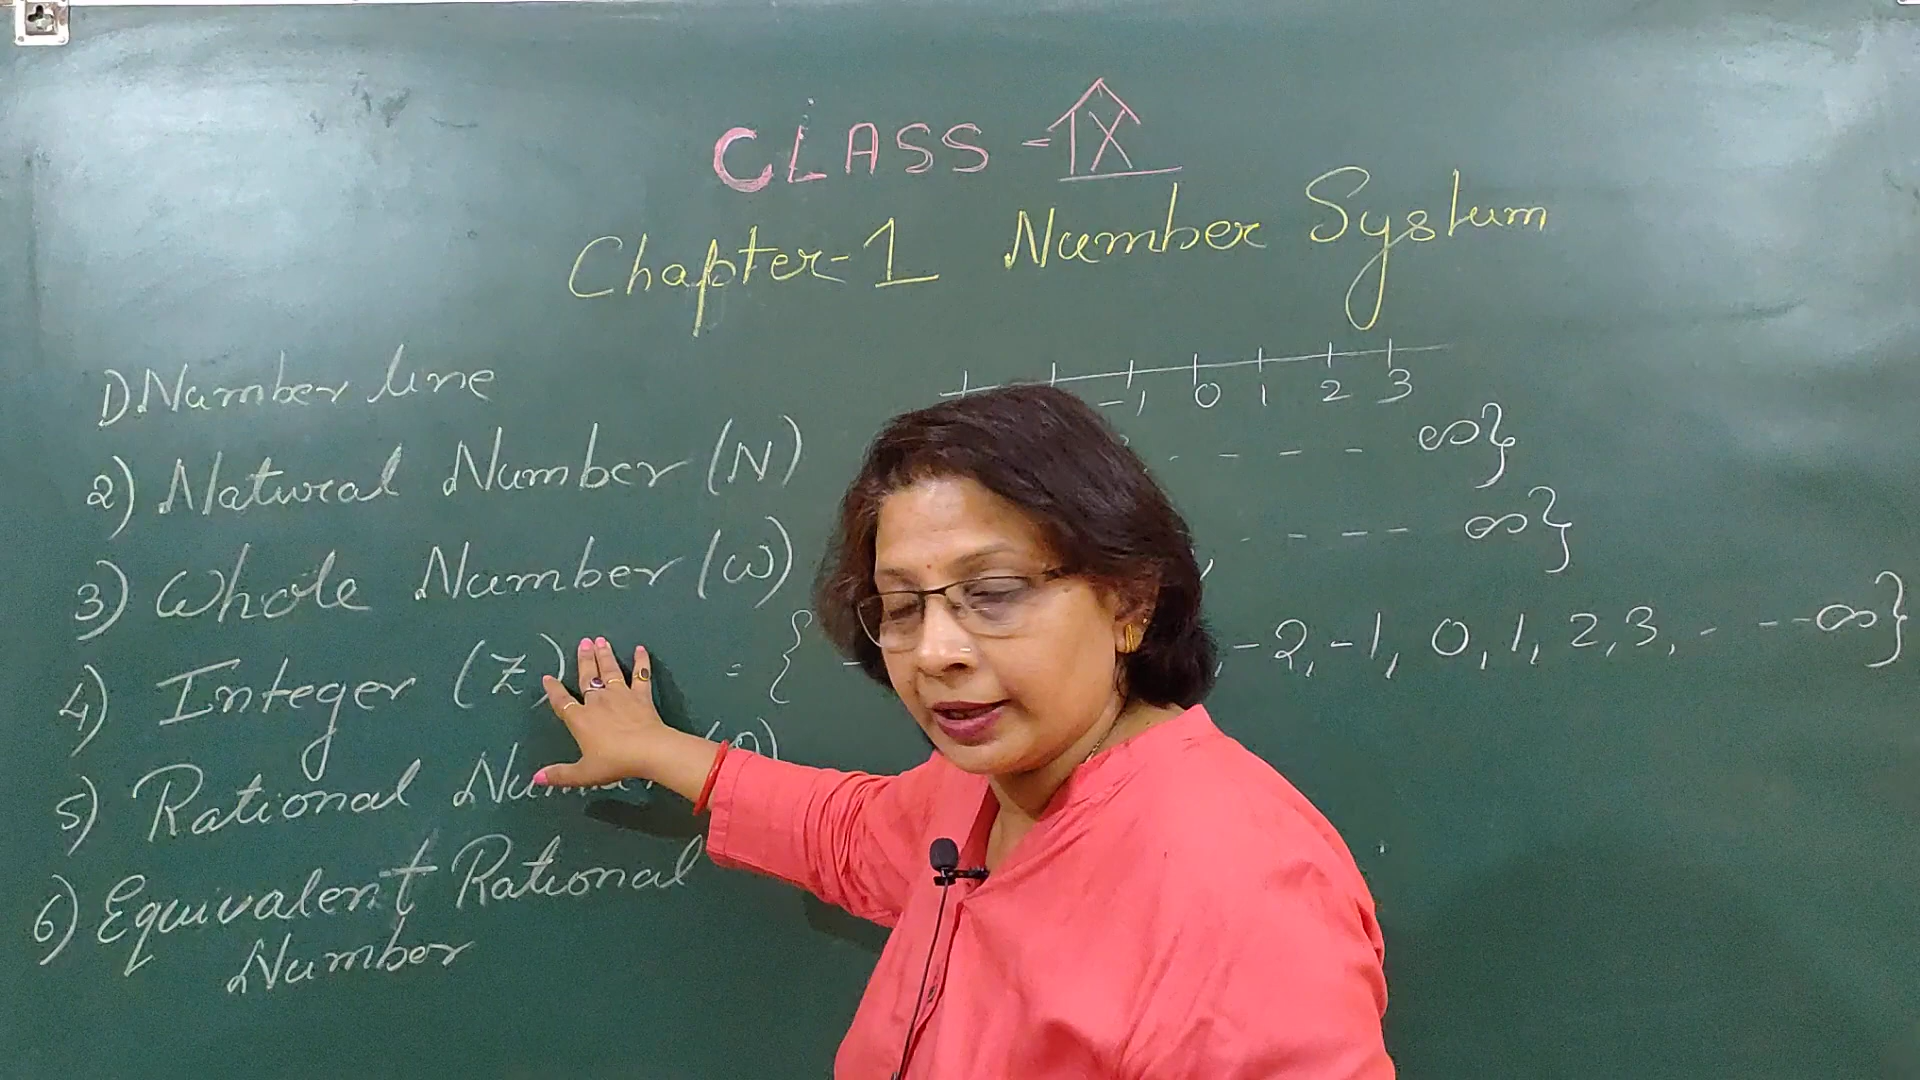 CLASS - IX
Chapter-1 Number System
1) Number line
-1 0 1 2 3
2) Natural Number (N)
- - - - ∞}
3) Whole Number (W)
- - - - ∞}
4) Integer (Z) = { - , -2, -1, 0, 1, 2, 3, - - - ∞}
5) Rational
6) Equivalent Rational
Number